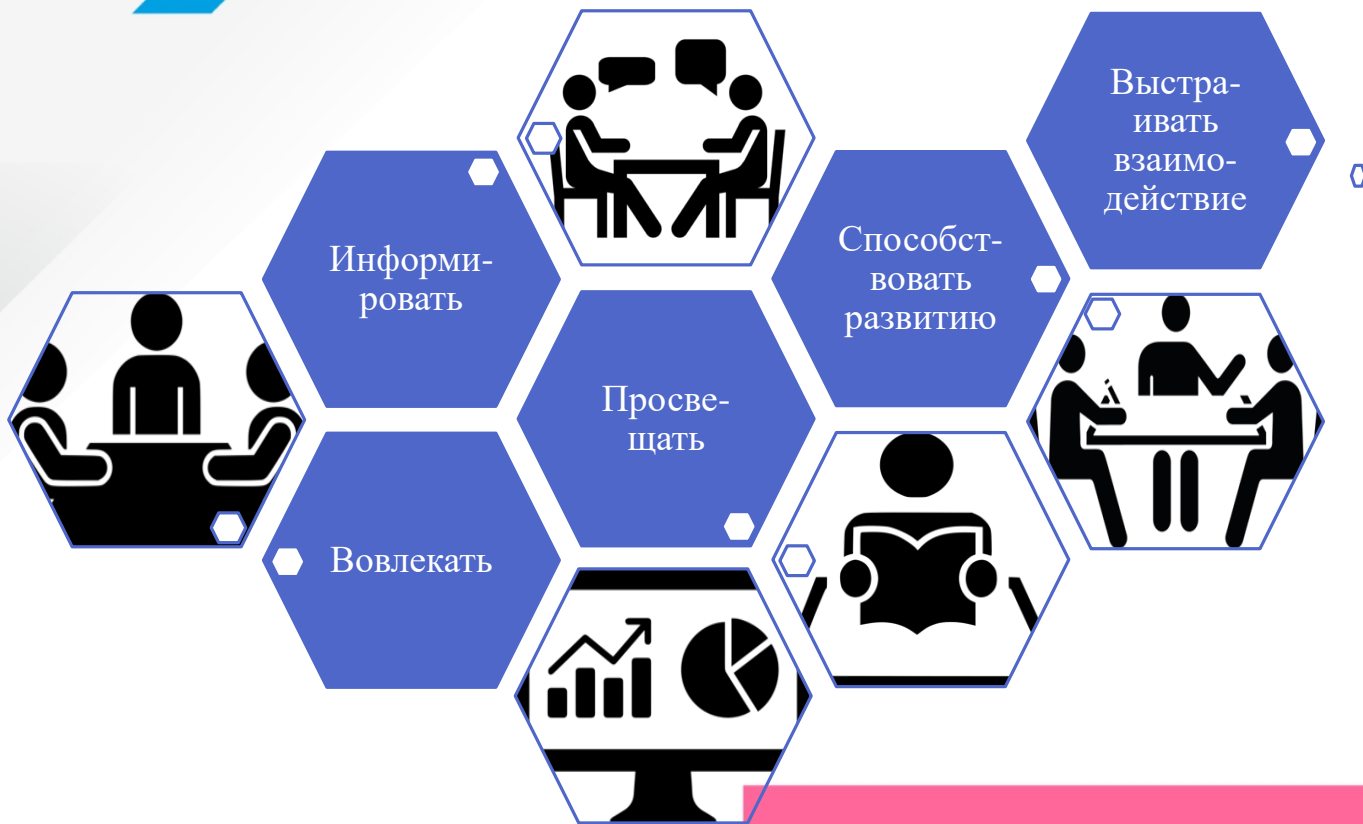 Выстра-
ивать
взаимо-
действие
Информи-
ровать
Способст-
вовать
развитию
Просве-
щать
Вовлекать